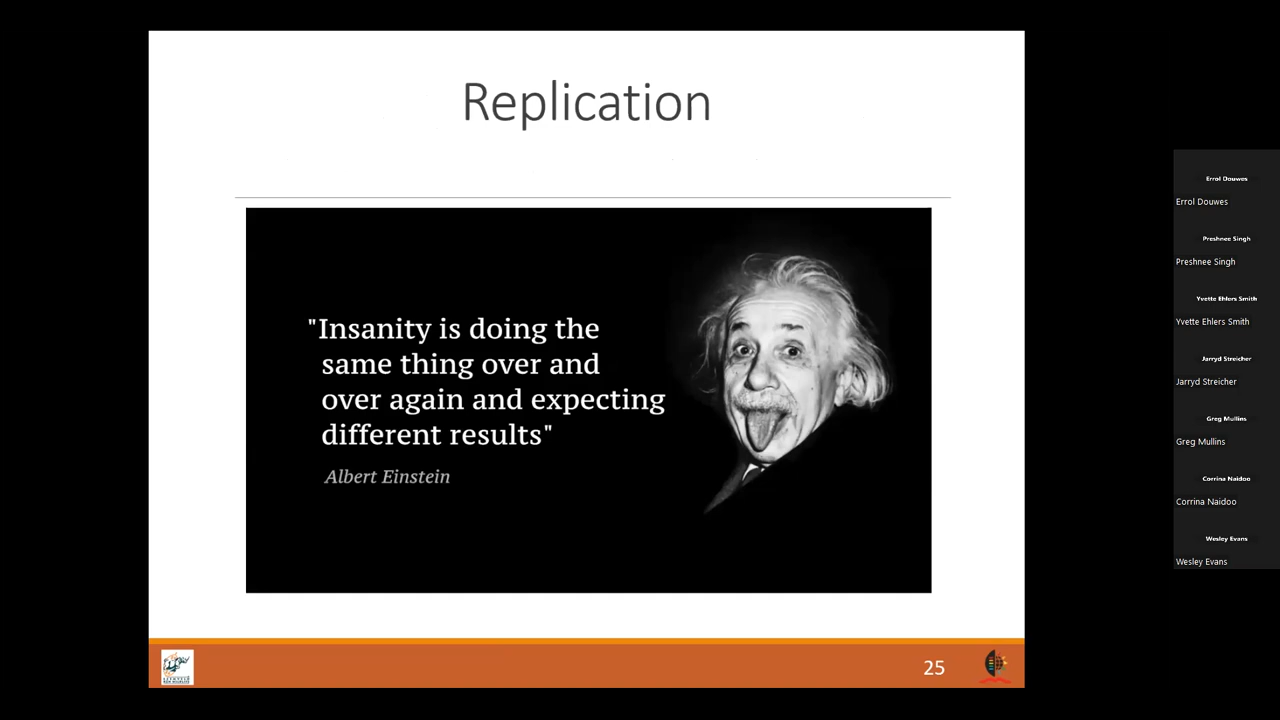 Replication
"Insanity is doing the
same thing over and
over again and expecting
different results"
Albert Einstein
25
Errol Douwes
Errol Douwes
Preshnee Singh
Preshnee Singh
Yvette Ehlers Smith
Yvette Ehlers Smith
Jarryd Streicher
Jarryd Streicher
Greg Mullins
Greg Mullins
Corrina Naidoo
Corrina Naidoo
Wesley Evans
Wesley Evans